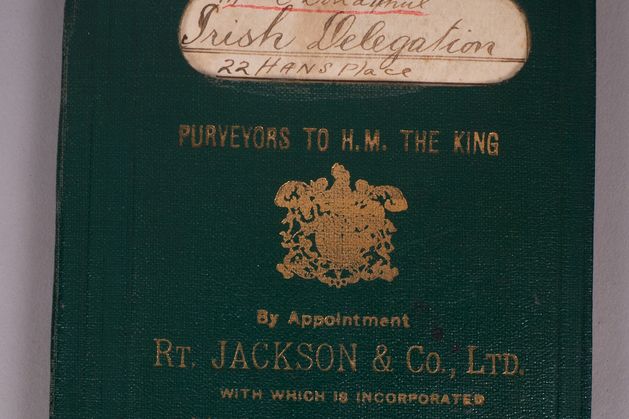 Irish Delegation
22 HANS Place
PURVEYORS TO H.M. THE KING
By Appointment
RT. JACKSON & CO., LTD.
WITH WHICH IS INCORPORATED